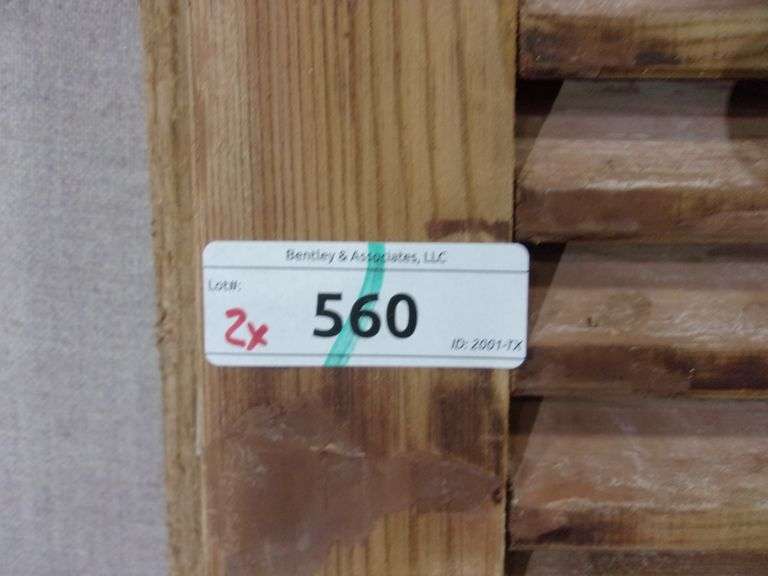 Bentley & Associates, LLC
Lot#:
2x
560
ID: 2001-TX